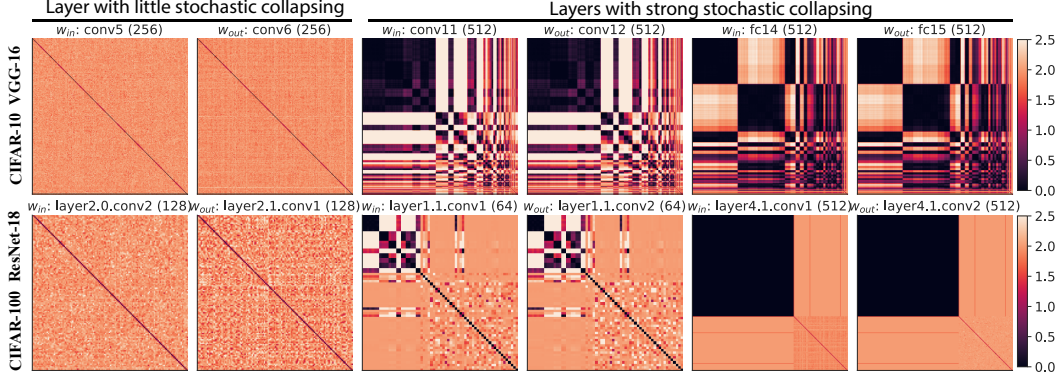 Layer with little stochastic collapsing
Layers with strong stochastic collapsing
w_in: conv5 (256)
w_out: conv6 (256)
w_in: conv11 (512)
w_out: conv12 (512)
w_in: fc14 (512)
w_out: fc15 (512)
CIFAR-10 VGG-16
2.5
2.0
1.5
1.0
0.5
0.0
w_in: layer2.0.conv2 (128)
w_out: layer2.1.conv1 (128)
w_in: layer1.1.conv1 (64)
w_out: layer1.1.conv2 (64)
w_in: layer4.1.conv1 (512)
w_out: layer4.1.conv2 (512)
CIFAR-100 ResNet-18
2.5
2.0
1.5
1.0
0.5
0.0